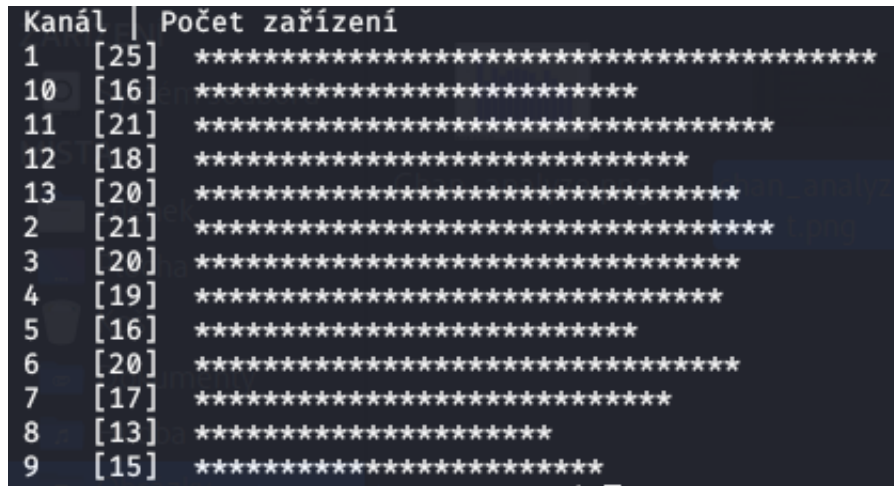 Kanál | Počet zařízení
1 [25] ****************************************
10 [16] **************************
11 [21] **********************************
12 [18] *****************************
13 [20] ********************************
2 [21] **********************************
3 [20] ********************************
4 [19] *******************************
5 [16] **************************
6 [20] ********************************
7 [17] ****************************
8 [13] *********************
9 [15] ************************